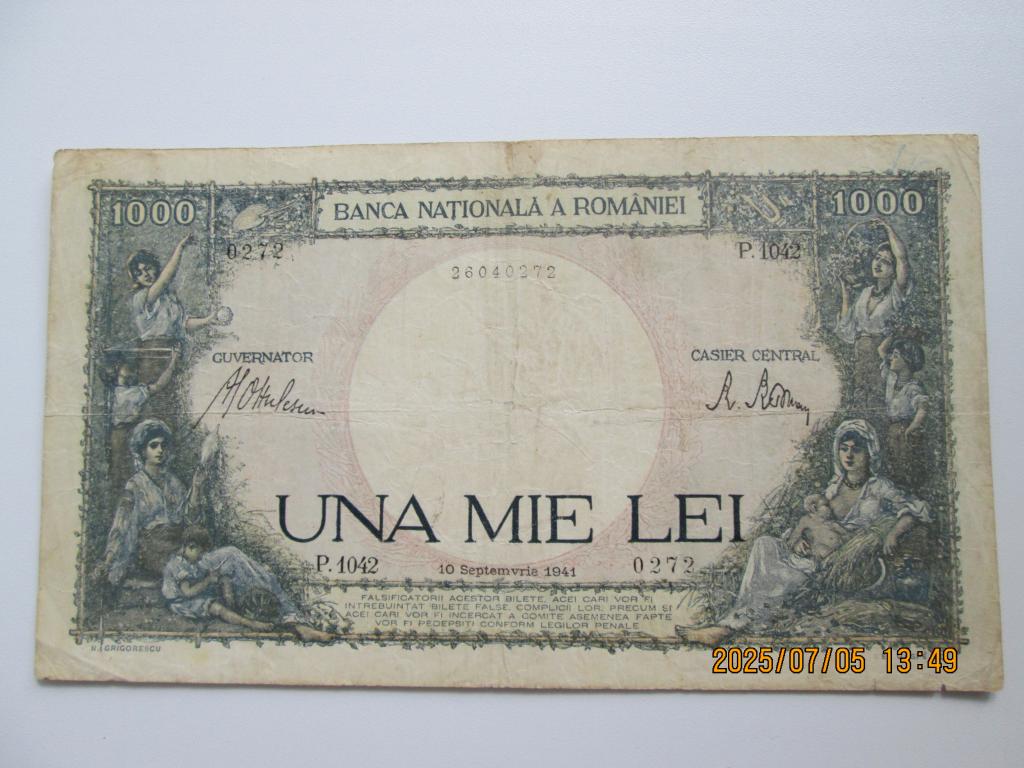 1000
BANCA NAȚIONALĂ A ROMÂNIEI
1000
0272
P.1042
26040272
GUVERNATOR
CASIER CENTRAL
UNA MIE LEI
P.1042
10 Septemvrie 1941
0272
FALSIFICATORII ACESTOR BILETE, ACEI CARI VOR FI
INTREBUINTAT BILETE FALSE, COMPLICII LOR, PRECUM ȘI
ACEI CARI VOR FI INCERCAT A COMITE ASEMENEA FAPTE
VOR FI PEDEPSIȚI CONFORM LEGILOR PENALE
N. GRIGORESCU
2025/07/05 13:49